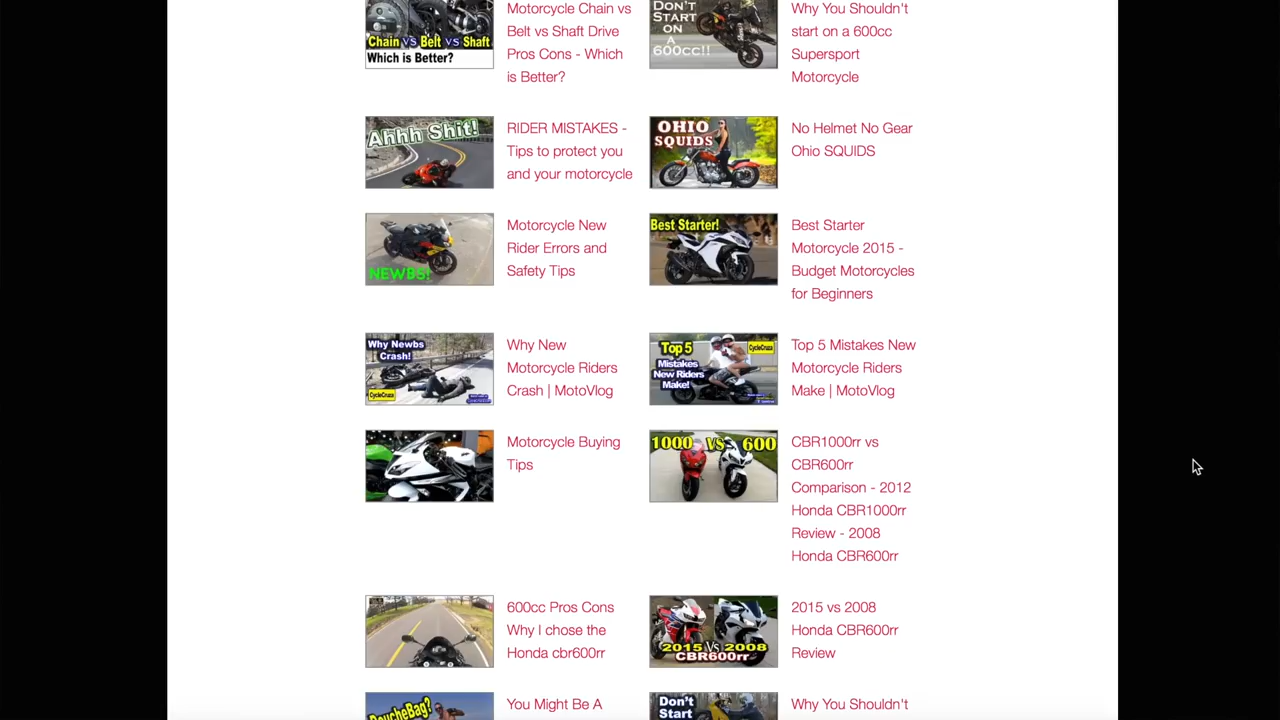 Chain vs Belt vs Shaft
Which is Better?
Motorcycle Chain vs
Belt vs Shaft Drive
Pros Cons - Which
is Better?
DON'T
START
ON
A
600CC!!
Why You Shouldn't
start on a 600cc
Supersport
Motorcycle
Ahhh Shit!
RIDER MISTAKES -
Tips to protect you
and your motorcycle
OHIO
SQUIDS
No Helmet No Gear
Ohio SQUIDS
NEWBS!
Motorcycle New
Rider Errors and
Safety Tips
Best Starter!
Best Starter
Motorcycle 2015 -
Budget Motorcycles
for Beginners
Why Newbs
Crash!
CycleCruza
Why New
Motorcycle Riders
Crash | MotoVlog
Top 5
Mistakes
New Riders
Make!
CycleCruza
Top 5 Mistakes New
Motorcycle Riders
Make | MotoVlog
Motorcycle Buying
Tips
1000 VS 600
CBR1000rr vs
CBR600rr
Comparison - 2012
Honda CBR1000rr
Review - 2008
Honda CBR600rr
600cc Pros Cons
Why I chose the
Honda cbr600rr
2015 Vs 2008
CBR600rr
2015 vs 2008
Honda CBR600rr
Review
DoucheBag?
You Might Be A
Don't
Start
Why You Shouldn't